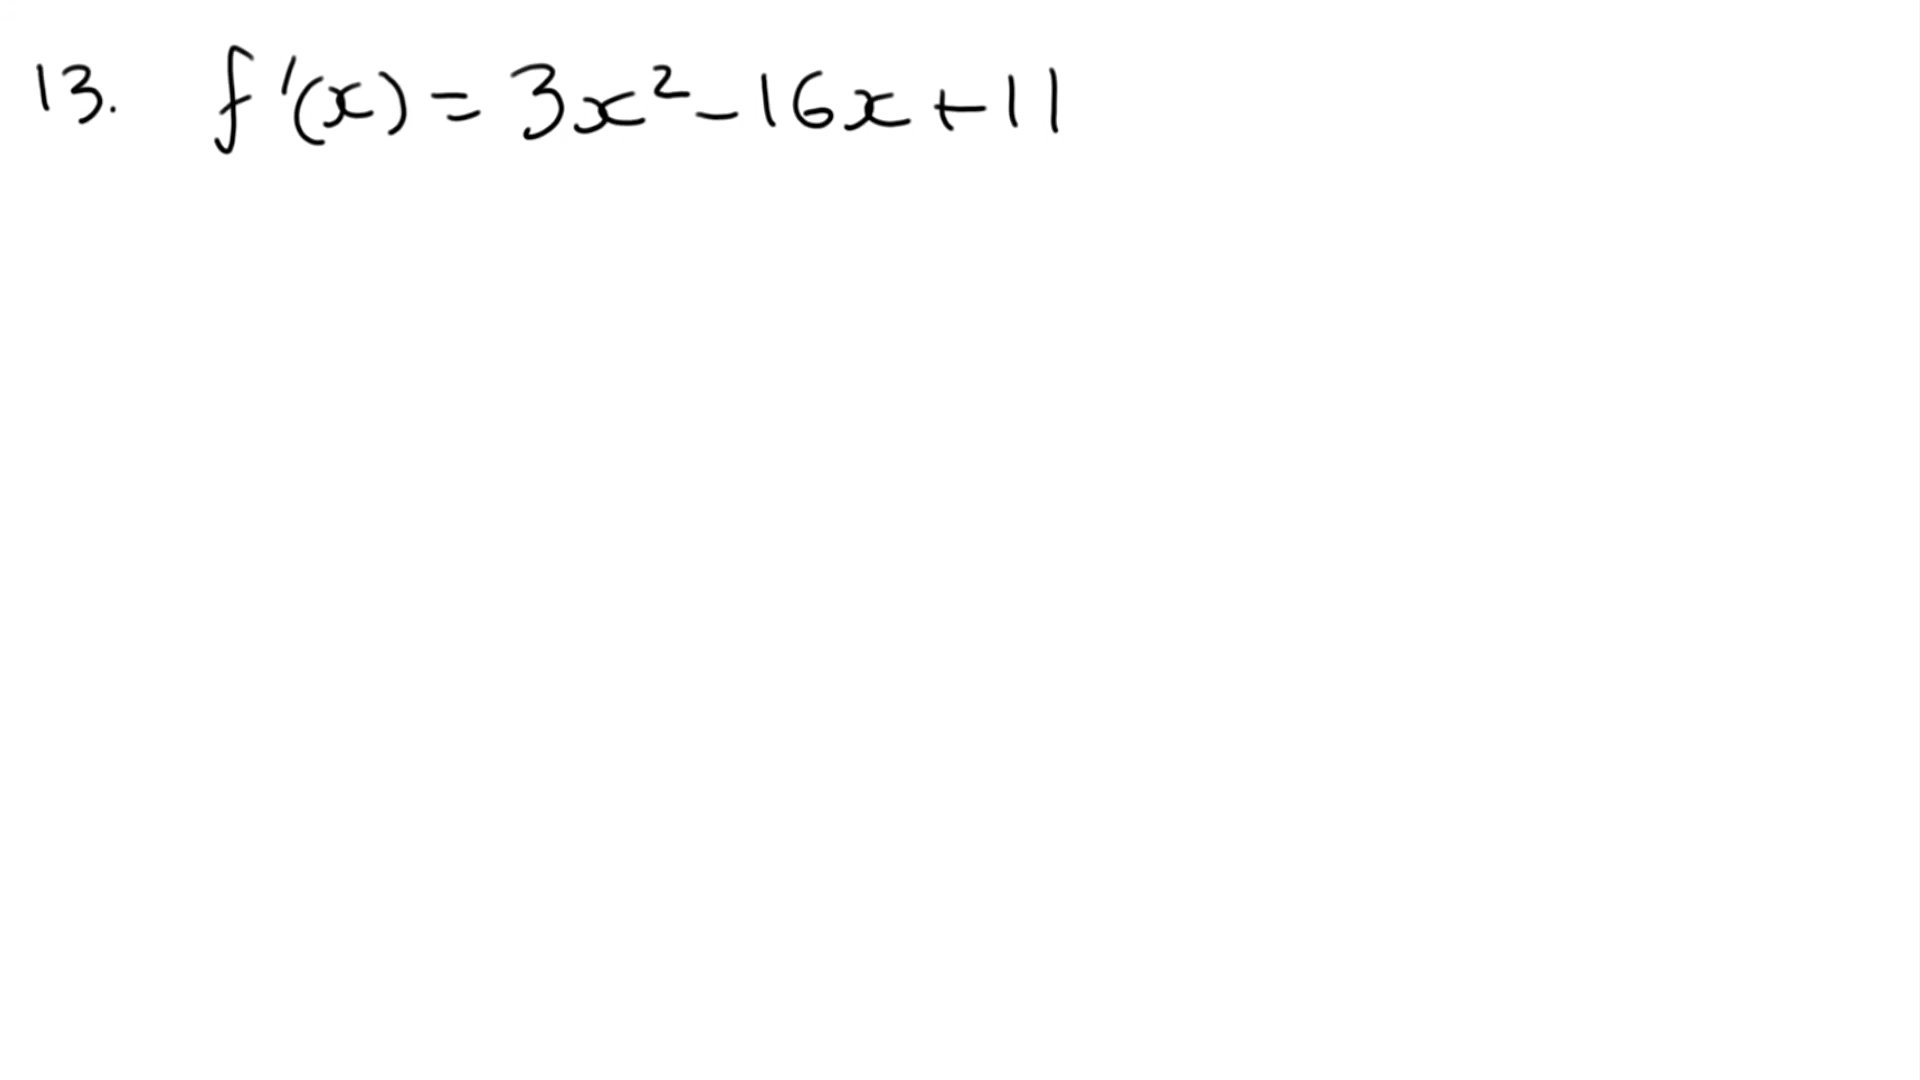 13. f'(x) = 3x² - 16x + 11